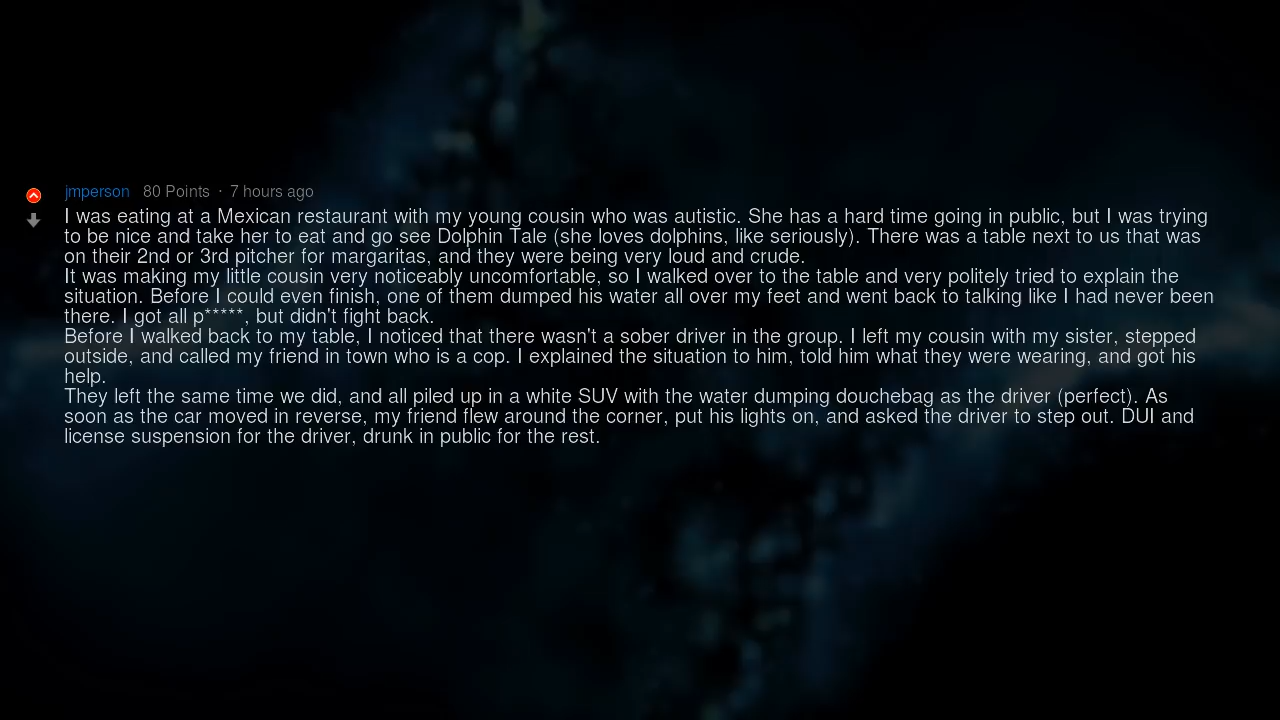 jmperson 80 Points · 7 hours ago
I was eating at a Mexican restaurant with my young cousin who was autistic. She has a hard time going in public, but I was trying
to be nice and take her to eat and go see Dolphin Tale (she loves dolphins, like seriously). There was a table next to us that was
on their 2nd or 3rd pitcher for margaritas, and they were being very loud and crude.
It was making my little cousin very noticeably uncomfortable, so I walked over to the table and very politely tried to explain the
situation. Before I could even finish, one of them dumped his water all over my feet and went back to talking like I had never been
there. I got all p*****, but didn't fight back.
Before I walked back to my table, I noticed that there wasn't a sober driver in the group. I left my cousin with my sister, stepped
outside, and called my friend in town who is a cop. I explained the situation to him, told him what they were wearing, and got his
help.
They left the same time we did, and all piled up in a white SUV with the water dumping douchebag as the driver (perfect). As
soon as the car moved in reverse, my friend flew around the corner, put his lights on, and asked the driver to step out. DUI and
license suspension for the driver, drunk in public for the rest.